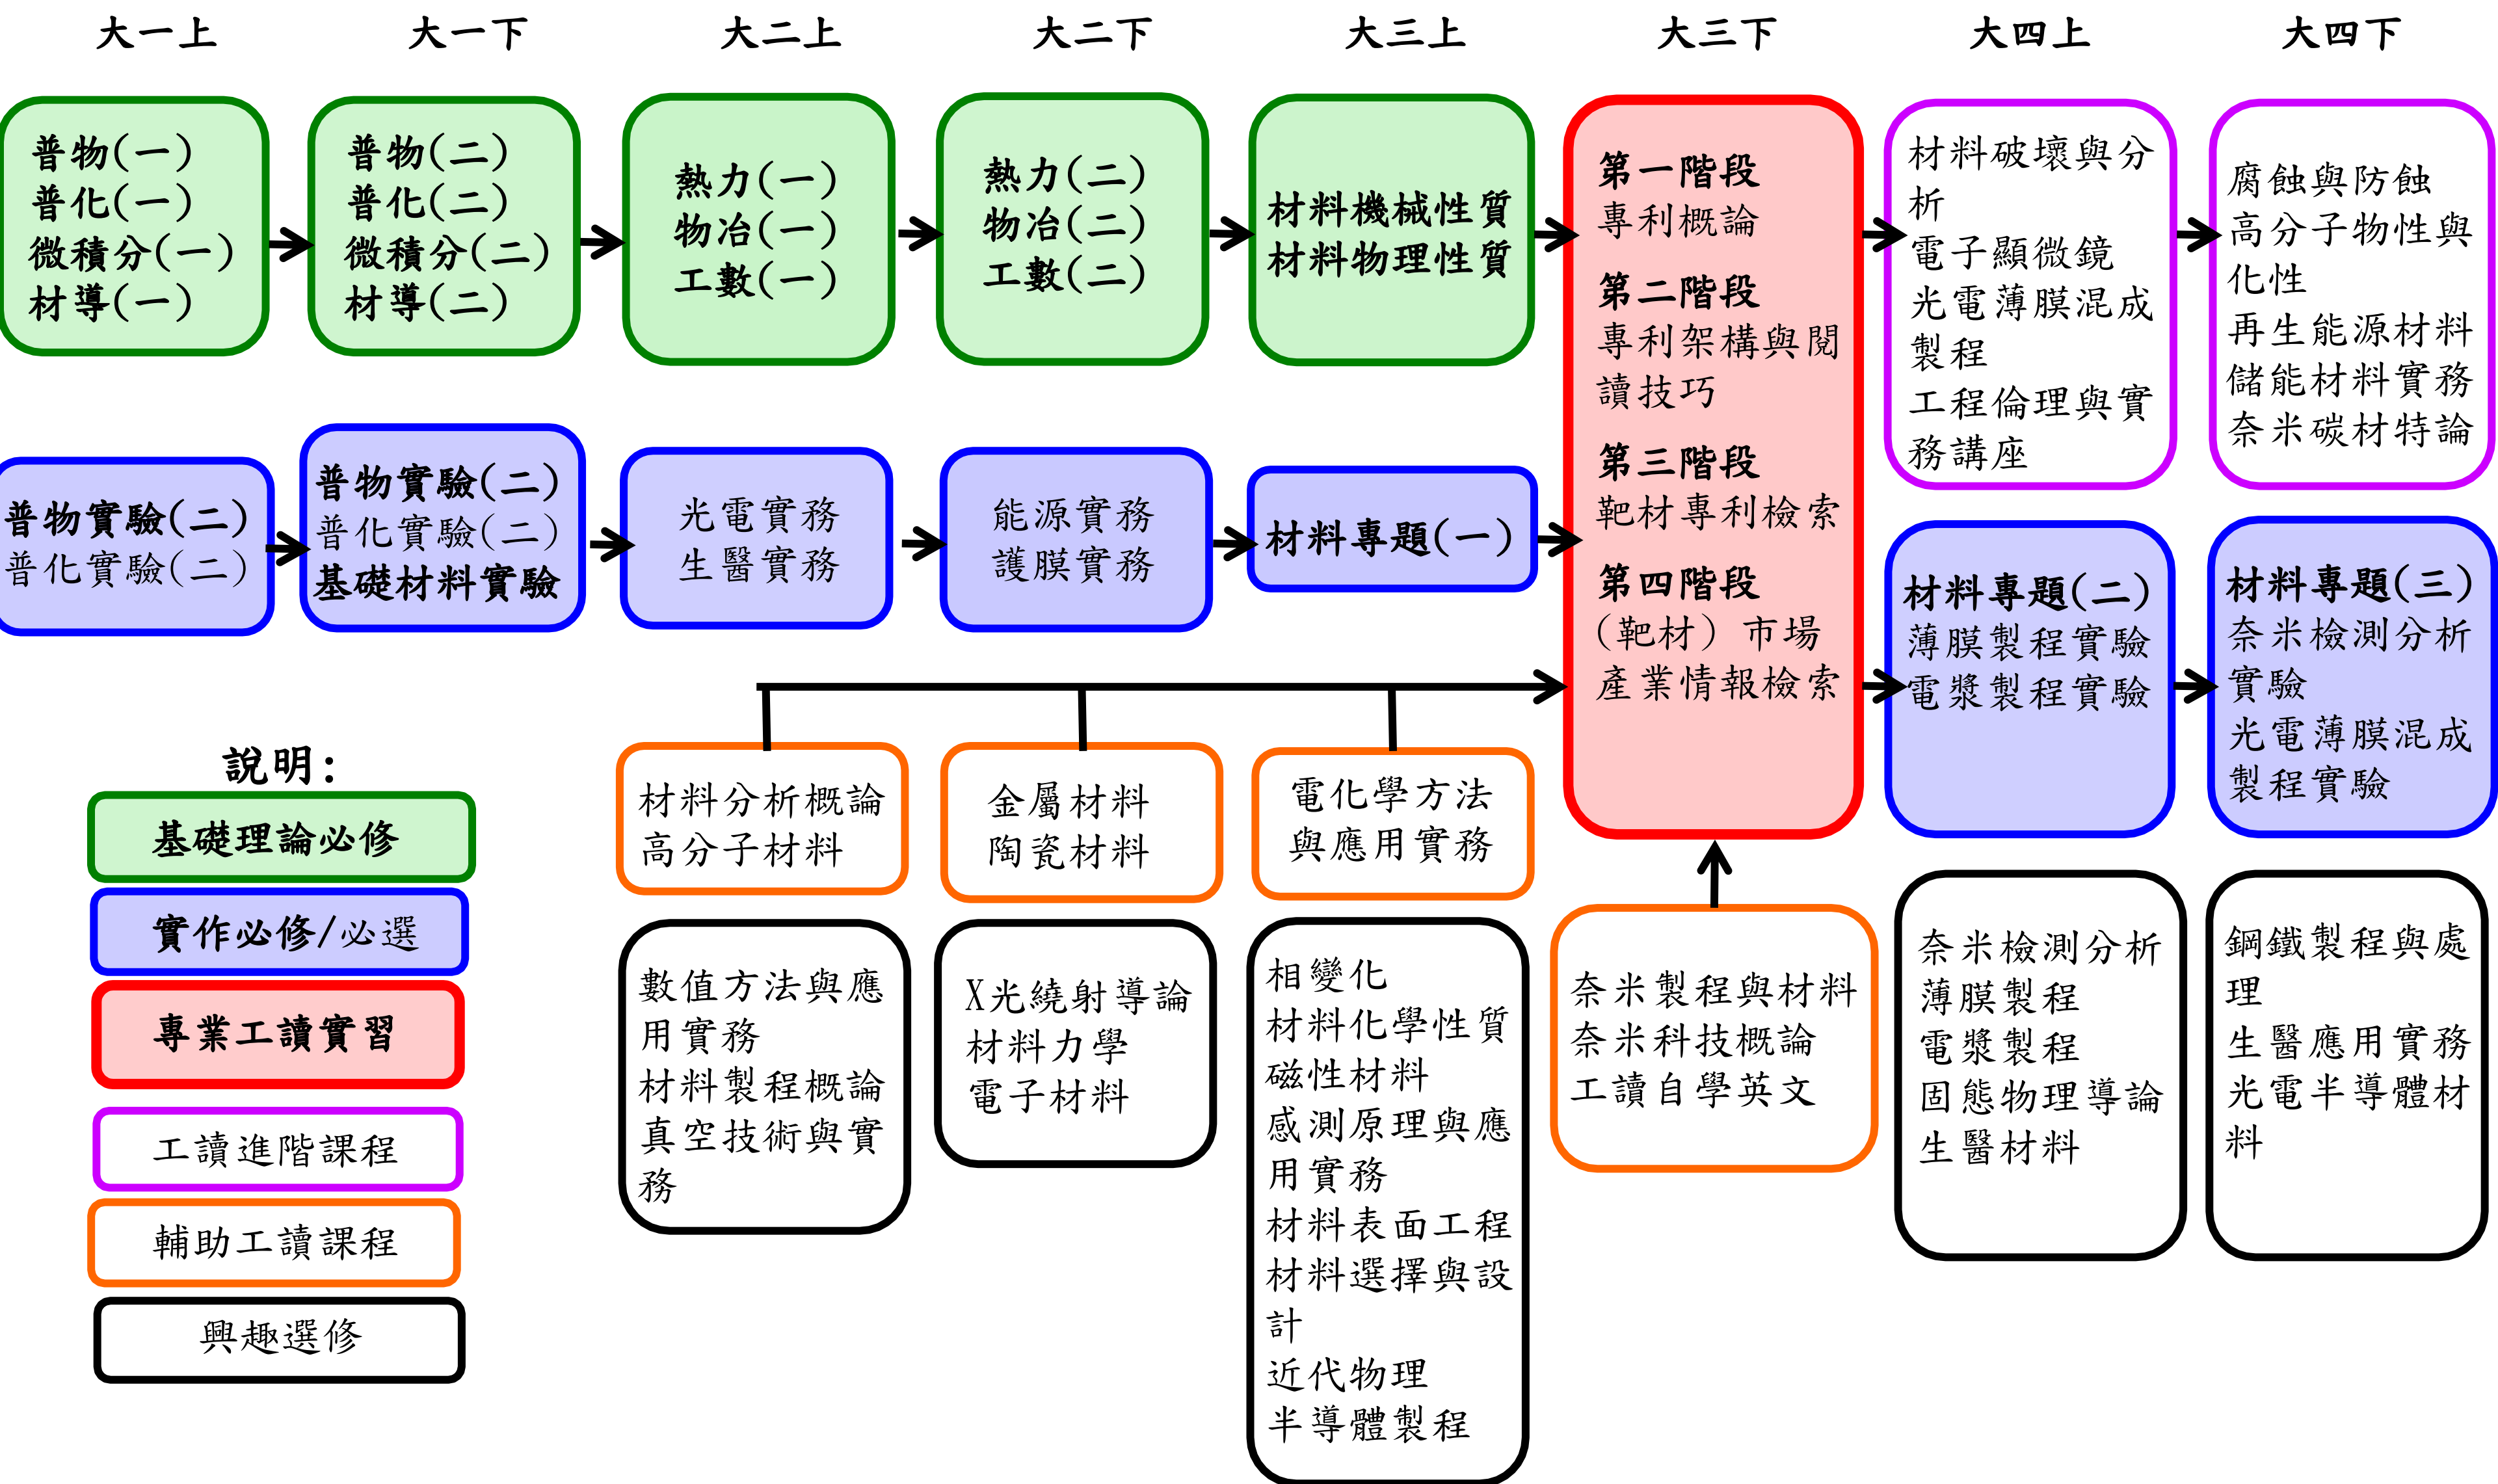 大一上
大一下
大二上
大二下
大三上
大三下
大四上
大四下
普物(一)
普化(一)
微積分(一)
材導(一)
普物(二)
普化(二)
微積分(二)
材導(二)
熱力(一)
物冶(一)
工數(一)
熱力(二)
物冶(二)
工數(二)
材料機械性質
材料物理性質
第一階段
專利概論
第二階段
專利架構與閱
讀技巧
第三階段
靶材專利檢索
第四階段
(靶材) 市場
產業情報檢索
材料破壞與分
析
電子顯微鏡
光電薄膜混成
製程
工程倫理與實
務講座
腐蝕與防蝕
高分子物性與
化性
再生能源材料
儲能材料實務
奈米碳材特論
普物實驗(二)
普化實驗(二)
普物實驗(二)
普化實驗(二)
基礎材料實驗
光電實務
生醫實務
能源實務
護膜實務
材料專題(一)
材料專題(二)
薄膜製程實驗
電漿製程實驗
材料專題(三)
奈米檢測分析
實驗
光電薄膜混成
製程實驗
材料分析概論
高分子材料
金屬材料
陶瓷材料
電化學方法
與應用實務
數值方法與應
用實務
材料製程概論
真空技術與實
務
X光繞射導論
材料力學
電子材料
相變化
材料化學性質
磁性材料
感測原理與應
用實務
材料表面工程
材料選擇與設
計
近代物理
半導體製程
奈米製程與材料
奈米科技概論
工讀自學英文
奈米檢測分析
薄膜製程
電漿製程
固態物理導論
生醫材料
鋼鐵製程與處
理
生醫應用實務
光電半導體材
料
說明：
基礎理論必修
實作必修/必選
專業工讀實習
工讀進階課程
輔助工讀課程
興趣選修